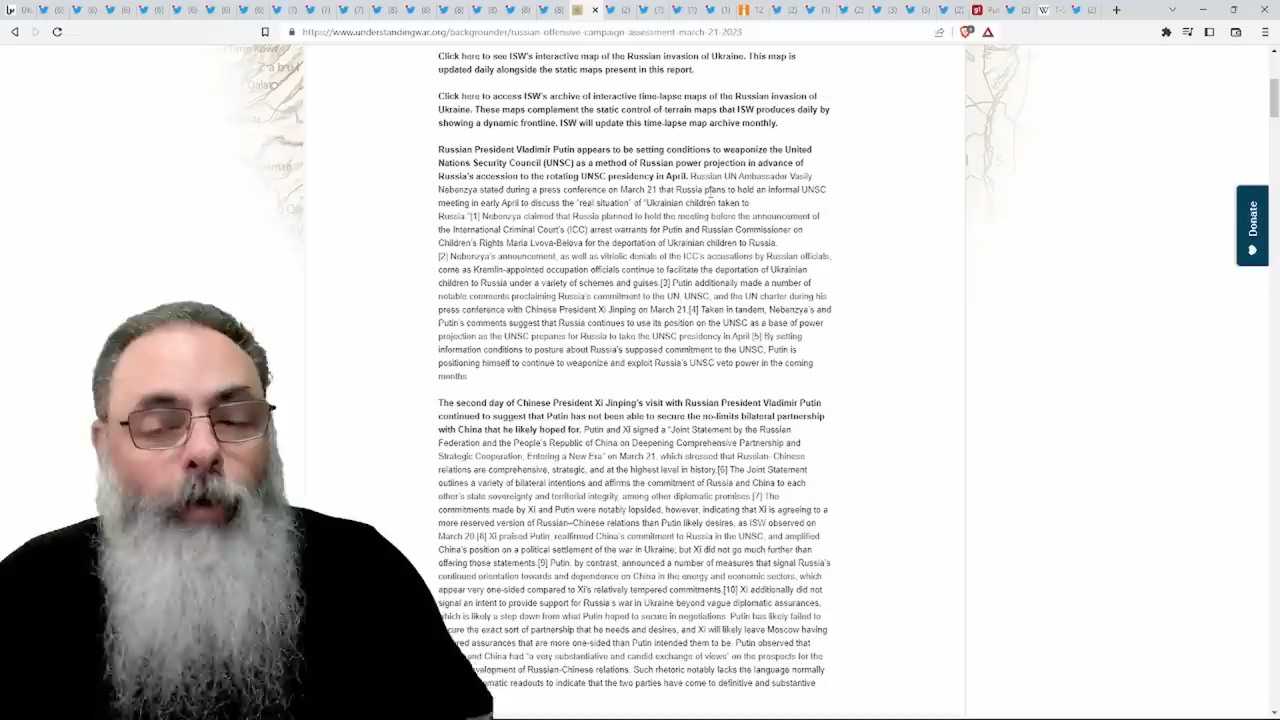 Uk (6) (6) (6) (6) (7) (7) (8) (8) (8) (8) (8) (2) (7) (1) (1) 12 (2) (3) (3) (2) Pu (2) T-5 (2)
https://www.understandingwar.org/backgrounder/russian-offensive-campaign-assessment-march-21-2023
Click here to see ISW's interactive map of the Russian invasion of Ukraine. This map is
updated daily alongside the static maps present in this report.
Click here to access ISW's archive of interactive time-lapse maps of the Russian invasion of
Ukraine. These maps complement the static control-of-terrain maps that ISW produces daily by
showing a dynamic frontline. ISW will update this time-lapse map archive monthly.
Russian President Vladimir Putin appears to be setting conditions to weaponize the United
Nations Security Council (UNSC) as a method of Russian power projection in advance of
Russia's accession to the rotating UNSC presidency in April. Russian UN Ambassador Vasily
Nebenzya stated during a press conference on March 21 that Russia plans to hold an informal UNSC
meeting in early April to discuss the "real situation" of "Ukrainian children taken to
Russia "[1] Nebenzya claimed that Russia planned to hold the meeting before the announcement of
the International Criminal Court's (ICC) arrest warrants for Putin and Russian Commissioner on
Children's Rights Maria Lvova-Belova for the deportation of Ukrainian children to Russia.
[2] Nebenzya's announcement, as well as vitriolic denials of the ICC's accusations by Russian officials,
come as Kremlin-appointed occupation officials continue to facilitate the deportation of Ukrainian
children to Russia under a variety of schemes and guises.[3] Putin additionally made a number of
notable comments proclaiming Russia's commitment to the UN, UNSC, and the UN charter during his
press conference with Chinese President Xi Jinping on March 21.[4] Taken in tandem, Nebenzya's and
Putin's comments suggest that Russia continues to use its position on the UNSC as a base of power
projection as the UNSC prepares for Russia to take the UNSC presidency in April.[5] By setting
information conditions to posture about Russia's supposed commitment to the UNSC, Putin is
positioning himself to continue to weaponize and exploit Russia's UNSC veto power in the coming
months
The second day of Chinese President Xi Jinping's visit with Russian President Vladimir Putin
continued to suggest that Putin has not been able to secure the no-limits bilateral partnership
with China that he likely hoped for. Putin and Xi signed a "Joint Statement by the Russian
Federation and the People's Republic of China on Deepening Comprehensive Partnership and
Strategic Cooperation, Entering a New Era" on March 21, which stressed that Russian–Chinese
relations are comprehensive, strategic, and at the highest level in history.[6] The Joint Statement
outlines a variety of bilateral intentions and affirms the commitment of Russia and China to each
other's state sovereignty and territorial integrity, among other diplomatic promises [7] The
commitments made by Xi and Putin were notably lopsided, however, indicating that Xi is agreeing to a
more reserved version of Russian–Chinese relations than Putin likely desires, as ISW observed on
March 20.[8] Xi praised Putin, reaffirmed China's commitment to Russia in the UNSC, and amplified
China's position on a political settlement of the war in Ukraine; but Xi did not go much further than
offering those statements.[9] Putin, by contrast, announced a number of measures that signal Russia's
continued orientation towards and dependence on China in the energy and economic sectors, which
appear very one-sided compared to Xi's relatively tempered commitments.[10] Xi additionally did not
signal an intent to provide support for Russia's war in Ukraine beyond vague diplomatic assurances,
which is likely a step down from what Putin hoped to secure in negotiations. Putin has likely failed to
cure the exact sort of partnership that he needs and desires, and Xi will likely leave Moscow having
red assurances that are more one-sided than Putin intended them to be. Putin observed that
and China had "a very substantive and candid exchange of views" on the prospects for the
velopment of Russian-Chinese relations. Such rhetoric notably lacks the language normally
matic readouts to indicate that the two parties have come to definitive and substantive
Donate